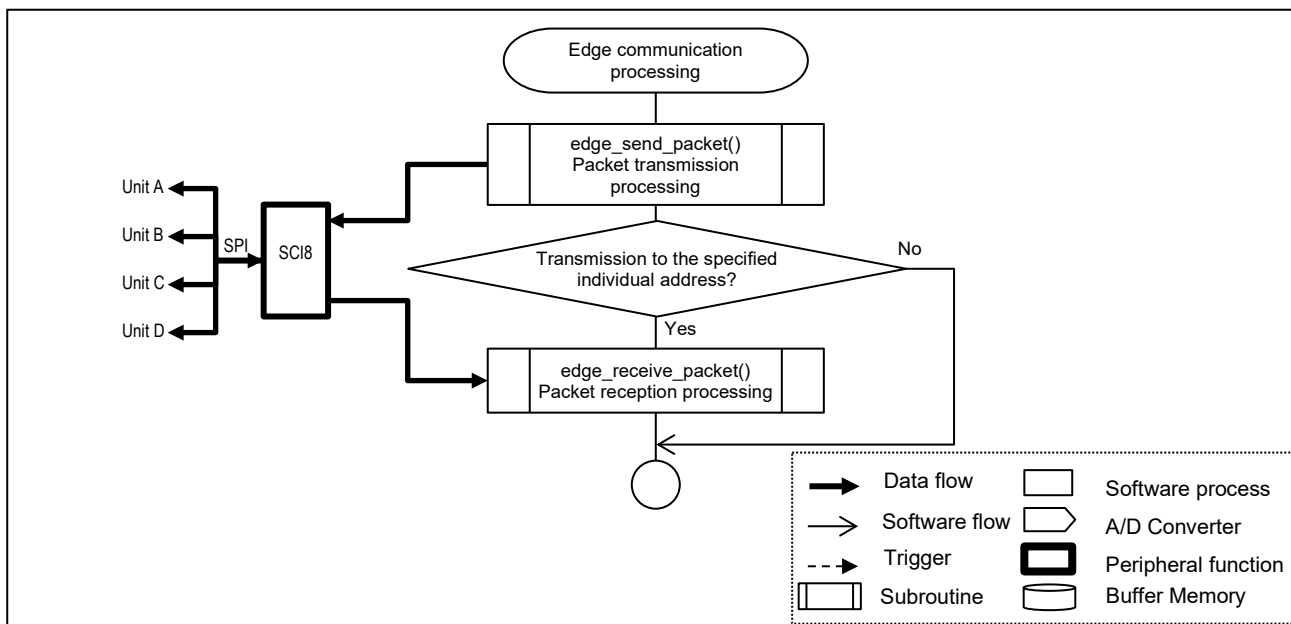 Edge communication
processing
edge_send_packet()
Packet transmission
processing
Unit A
Unit B
Unit C
Unit D
SPI
SCI8
Transmission to the specified
individual address?
No
Yes
edge_receive_packet()
Packet reception processing
Data flow
Software flow
Trigger
Subroutine
Software process
A/D Converter
Peripheral function
Buffer Memory